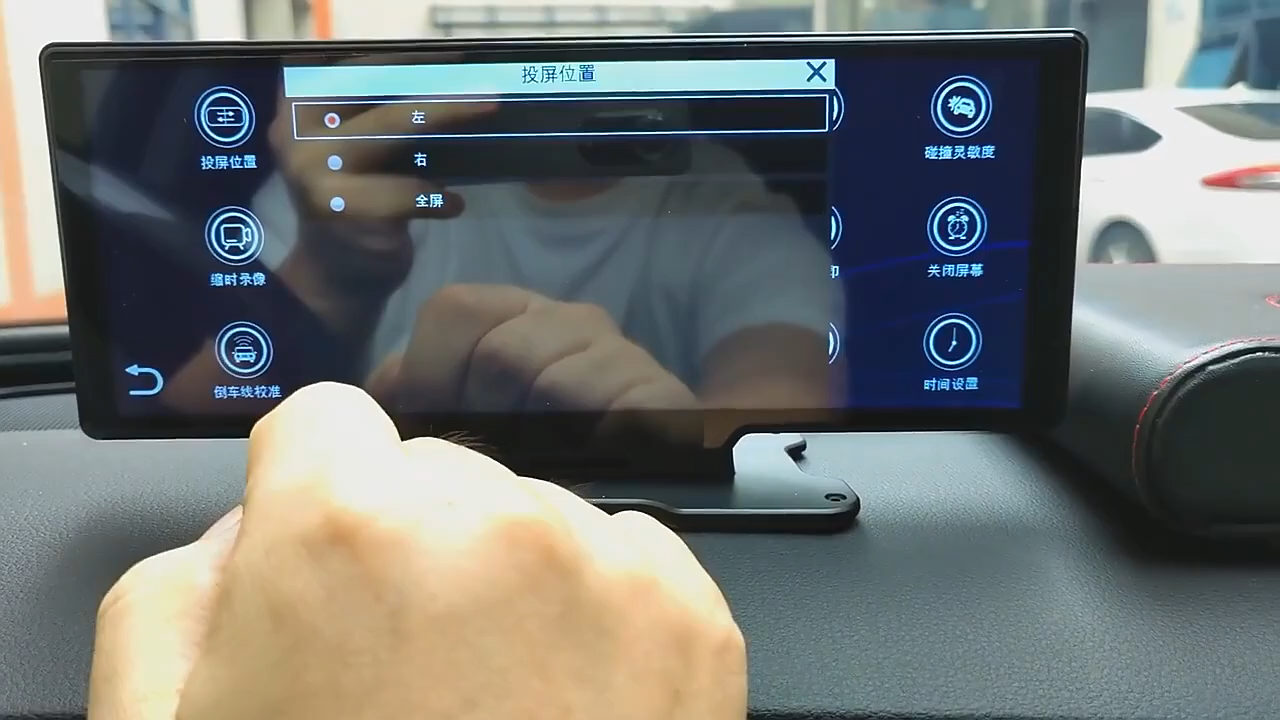 投屏位置
左
右
全屏
投屏位置
缩时录像
倒车线校准
碰撞灵敏度
关闭屏幕
时间设置